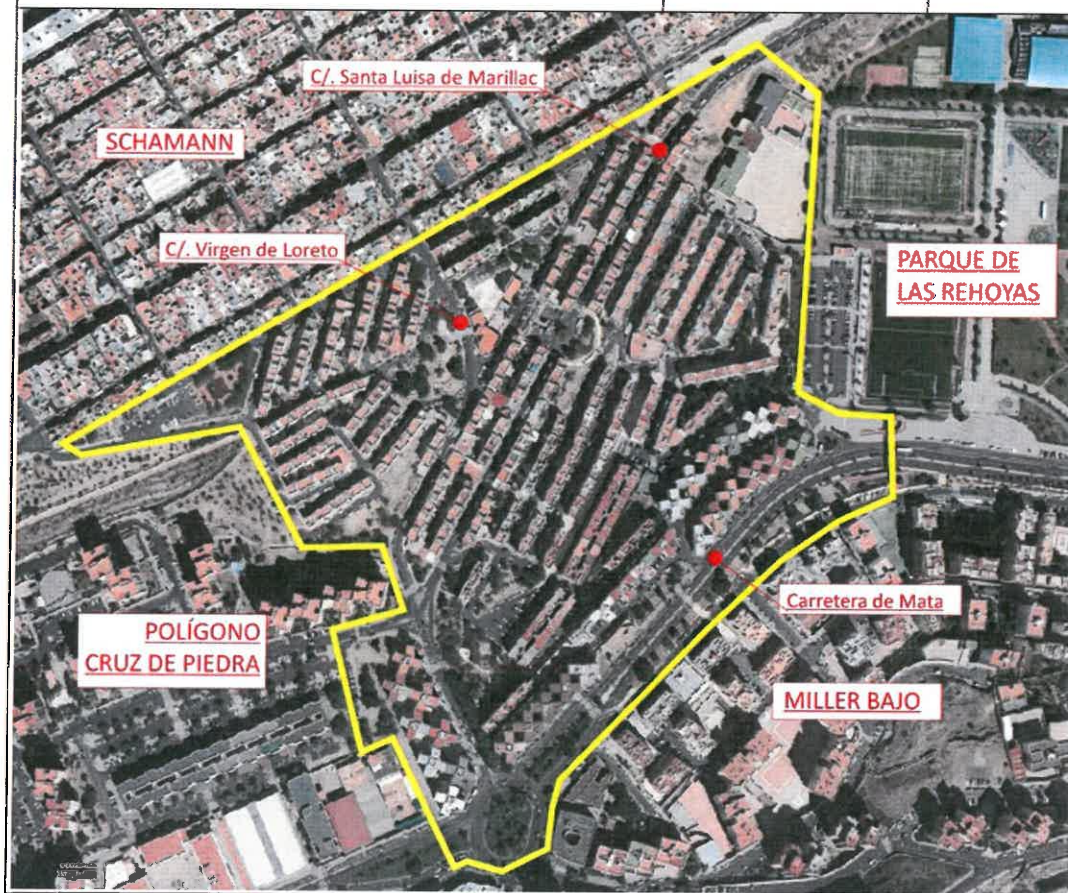 C/. Santa Luisa de Marillac
SCHAMANN
C/. Virgen de Loreto
PARQUE DE
LAS REHOYAS
Carretera de Mata
POLÍGONO
CRUZ DE PIEDRA
MILLER BAJO